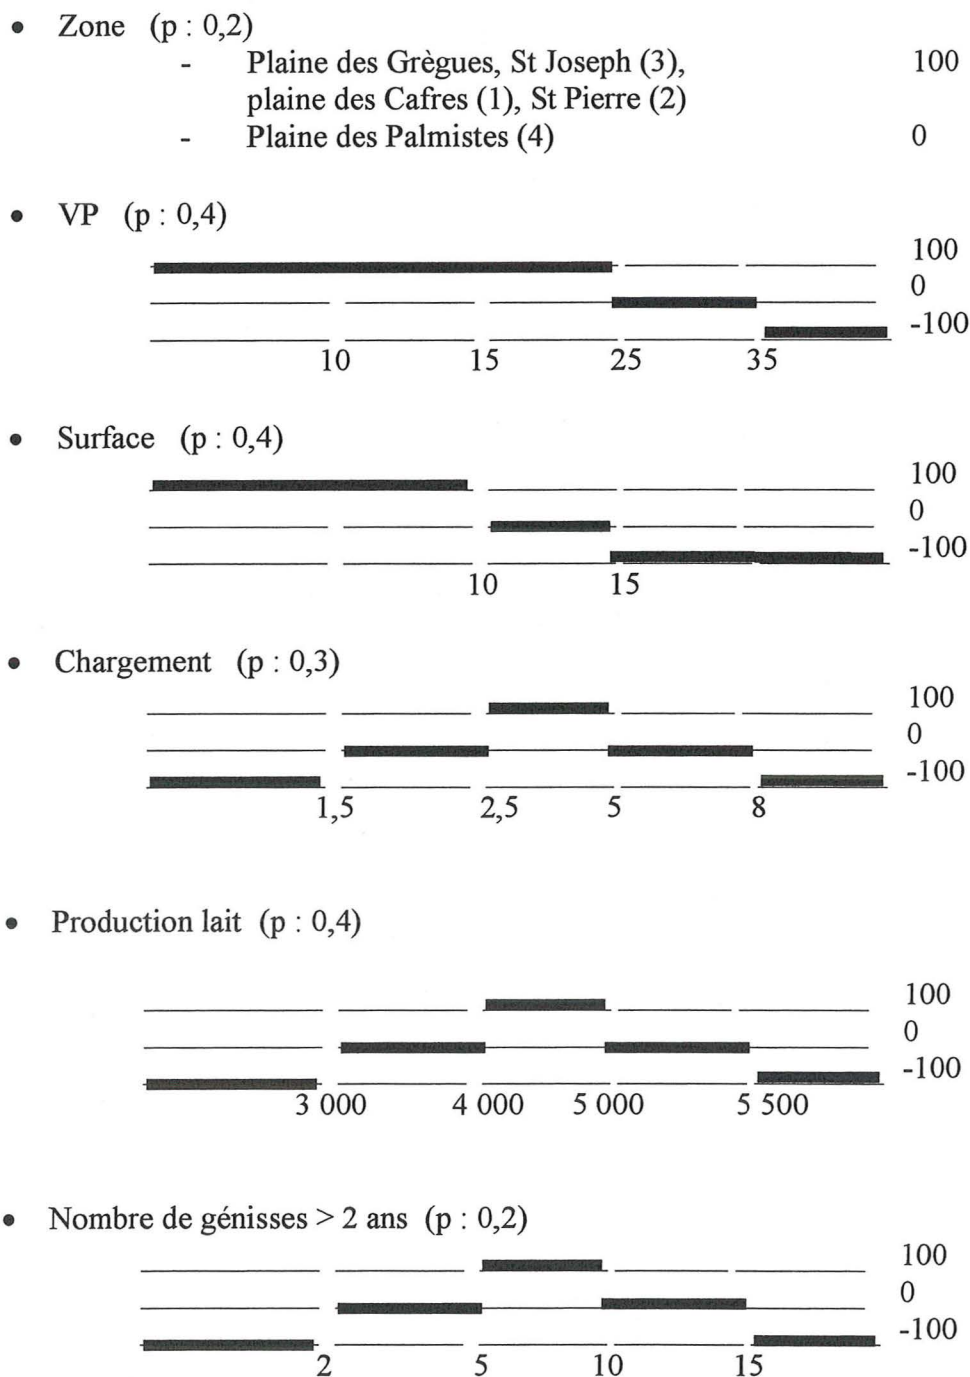 • Zone (p : 0,2)
- Plaine des Grègues, St Joseph (3), 100
plaine des Cafres (1), St Pierre (2)
- Plaine des Palmistes (4) 0
• VP (p : 0,4)
100
0
-100
10 15 25 35
• Surface (p : 0,4)
100
0
-100
10 15
• Chargement (p : 0,3)
100
0
-100
1,5 2,5 5 8
• Production lait (p : 0,4)
100
0
-100
3 000 4 000 5 000 5 500
• Nombre de génisses > 2 ans (p : 0,2)
100
0
-100
2 5 10 15